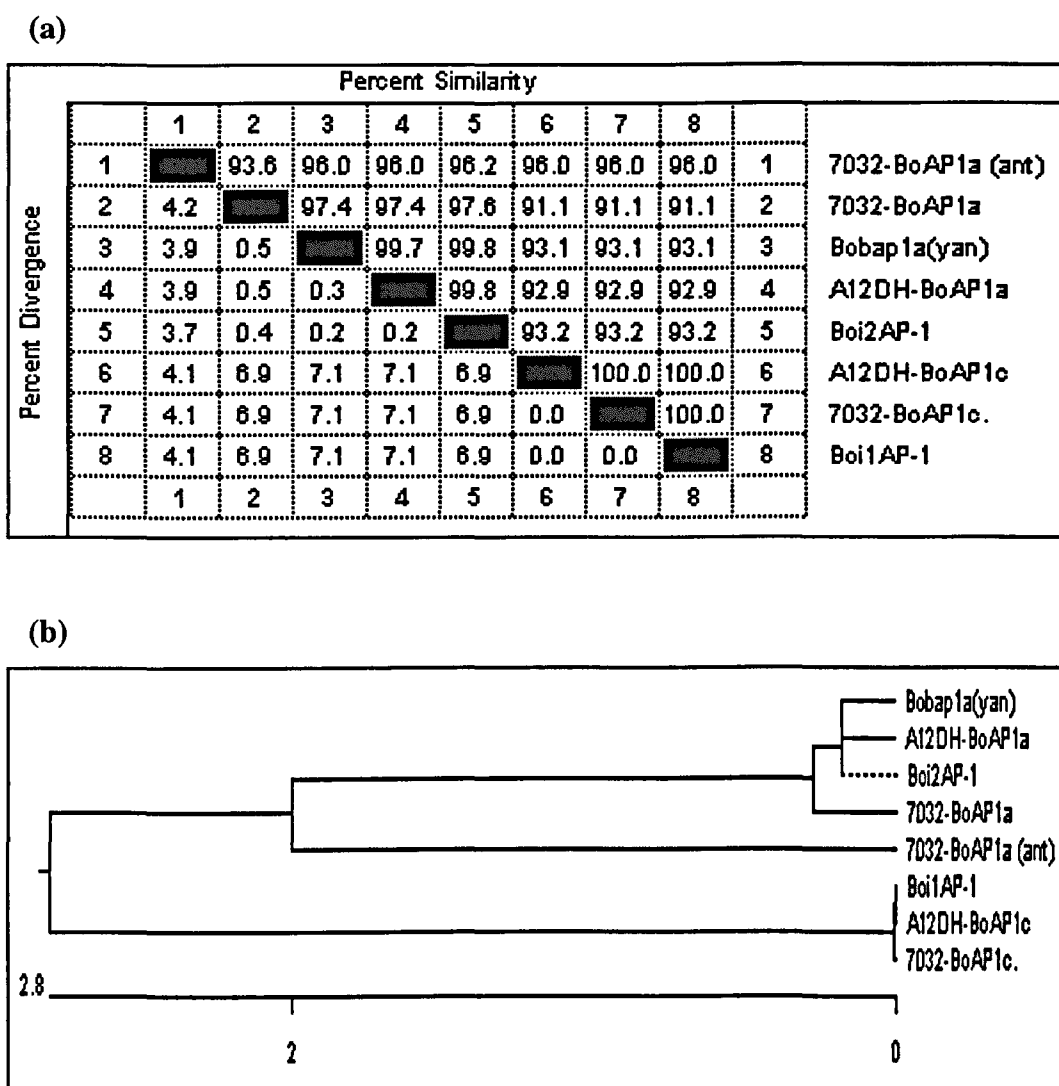 (a)
Percent Similarity
Percent Divergence
1 2 3 4 5 6 7 8
1 93.6 96.0 96.0 96.2 96.0 96.0 96.0 1 7032-BoAP1a (ant)
2 4.2 97.4 97.4 97.6 91.1 91.1 91.1 2 7032-BoAP1a
3 3.9 0.5 99.7 99.8 93.1 93.1 93.1 3 Bobap1a(yan)
4 3.9 0.5 0.3 99.8 92.9 92.9 92.9 4 A12DH-BoAP1a
5 3.7 0.4 0.2 0.2 93.2 93.2 93.2 5 Boi2AP-1
6 4.1 6.9 7.1 7.1 6.9 100.0 100.0 6 A12DH-BoAP1c
7 4.1 6.9 7.1 7.1 6.9 0.0 100.0 7 7032-BoAP1c.
8 4.1 6.9 7.1 7.1 6.9 0.0 0.0 8 Boi1AP-1
1 2 3 4 5 6 7 8
(b)
Bobap1a(yan)
A12DH-BoAP1a
Boi2AP-1
7032-BoAP1a
7032-BoAP1a (ant)
Boi1AP-1
A12DH-BoAP1c
7032-BoAP1c.
2.8
2 0